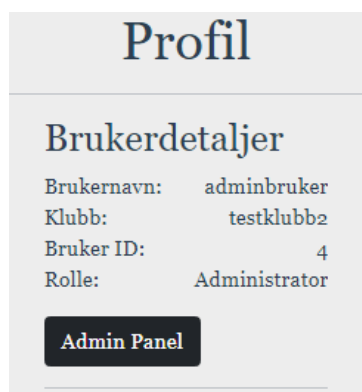 Profil
Brukerdetaljer
Brukernavn: adminbruker
Klubb: testklubb2
Bruker ID: 4
Rolle: Administrator
Admin Panel